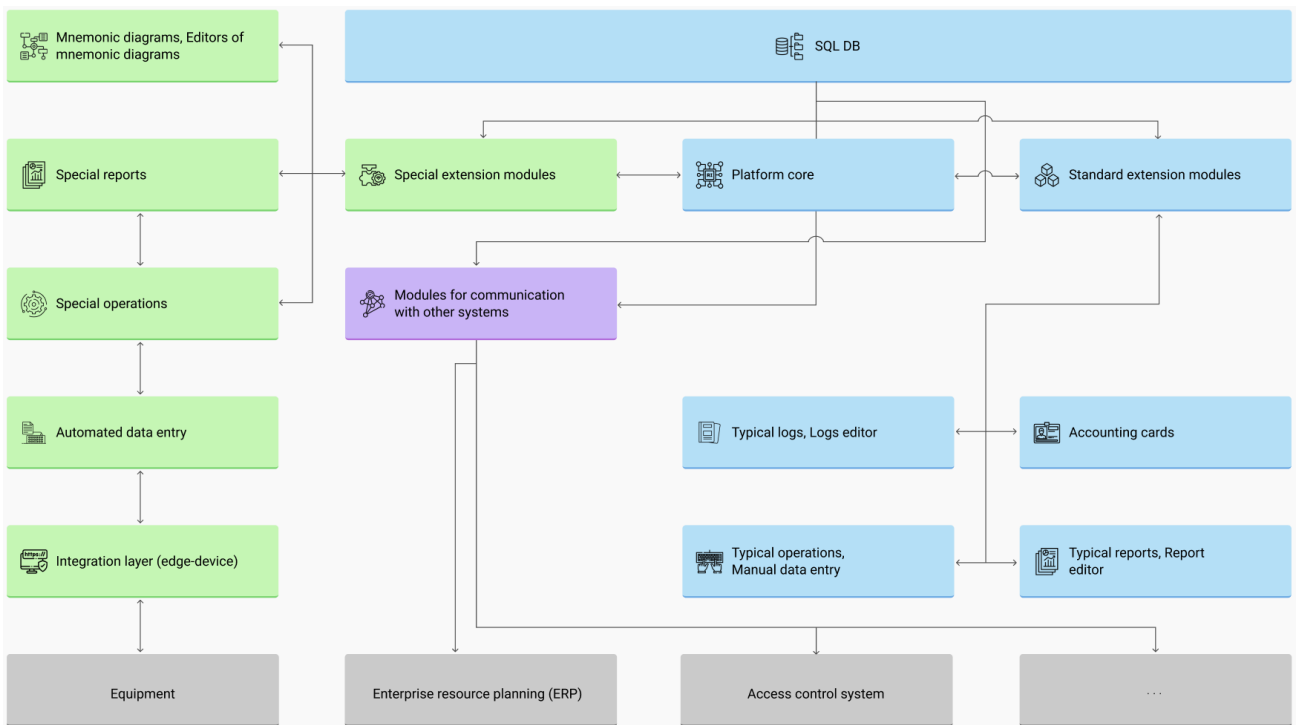 Mnemonic diagrams, Editors of
mnemonic diagrams
SQL DB
Special reports
Special extension modules
Platform core
Standard extension modules
Special operations
Modules for communication
with other systems
Automated data entry
Typical logs, Logs editor
Accounting cards
https://
Integration layer (edge-device)
Typical operations,
Manual data entry
Typical reports, Report
editor
Equipment
Enterprise resource planning (ERP)
Access control system
...